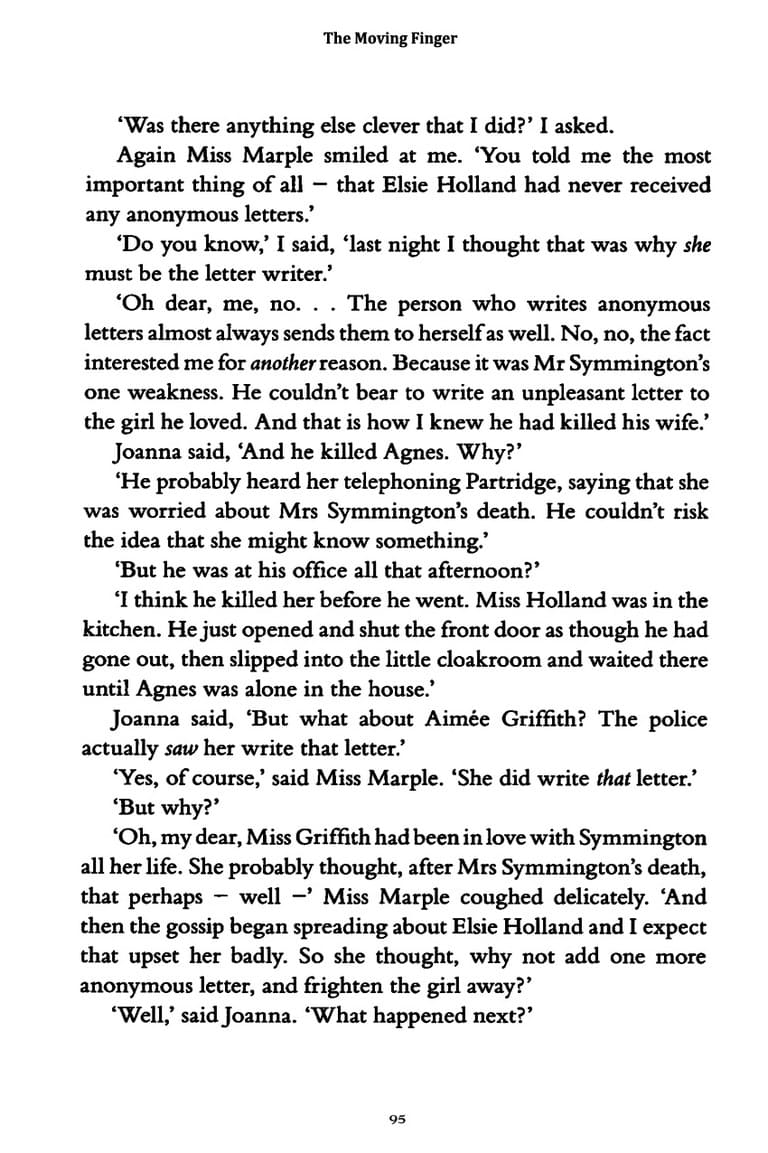 The Moving Finger
‘Was there anything else clever that I did?’ I asked.
Again Miss Marple smiled at me. ‘You told me the most
important thing of all – that Elsie Holland had never received
any anonymous letters.’
‘Do you know,’ I said, ‘last night I thought that was why she
must be the letter writer.’
‘Oh dear, me, no. . . The person who writes anonymous
letters almost always sends them to herself as well. No, no, the fact
interested me for another reason. Because it was Mr Symmington’s
one weakness. He couldn’t bear to write an unpleasant letter to
the girl he loved. And that is how I knew he had killed his wife.’
Joanna said, ‘And he killed Agnes. Why?’
‘He probably heard her telephoning Partridge, saying that she
was worried about Mrs Symmington’s death. He couldn’t risk
the idea that she might know something.’
‘But he was at his office all that afternoon?’
‘I think he killed her before he went. Miss Holland was in the
kitchen. He just opened and shut the front door as though he had
gone out, then slipped into the little cloakroom and waited there
until Agnes was alone in the house.’
Joanna said, ‘But what about Aimée Griffith? The police
actually saw her write that letter.’
‘Yes, of course,’ said Miss Marple. ‘She did write that letter.’
‘But why?’
‘Oh, my dear, Miss Griffith had been in love with Symmington
all her life. She probably thought, after Mrs Symmington’s death,
that perhaps – well –’ Miss Marple coughed delicately. ‘And
then the gossip began spreading about Elsie Holland and I expect
that upset her badly. So she thought, why not add one more
anonymous letter, and frighten the girl away?’
‘Well,’ said Joanna. ‘What happened next?’
95